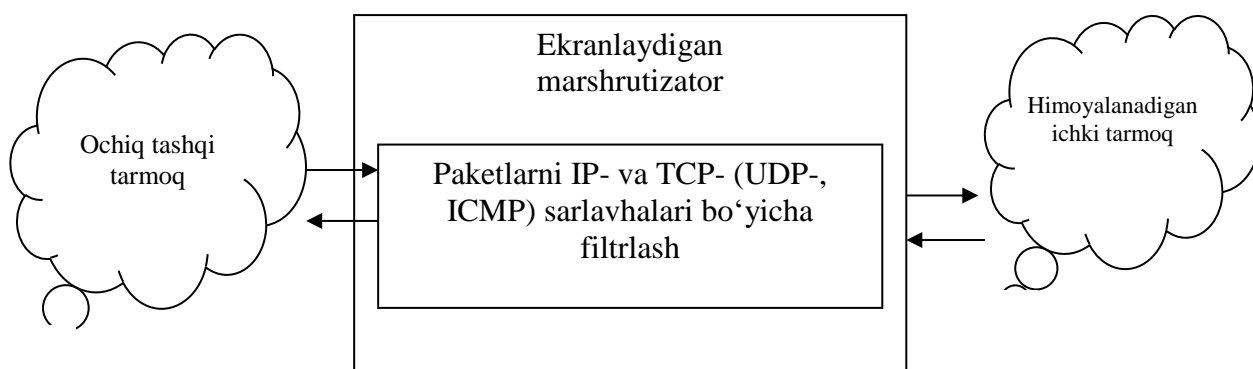 Ekranlaydigan
marshrutizator
Ochiq tashqi
tarmoq
Paketlarni IP- va TCP- (UDP-,
ICMP) sarlavhalari bo‘yicha
filtrlash
Himoyalanadigan
ichki tarmoq